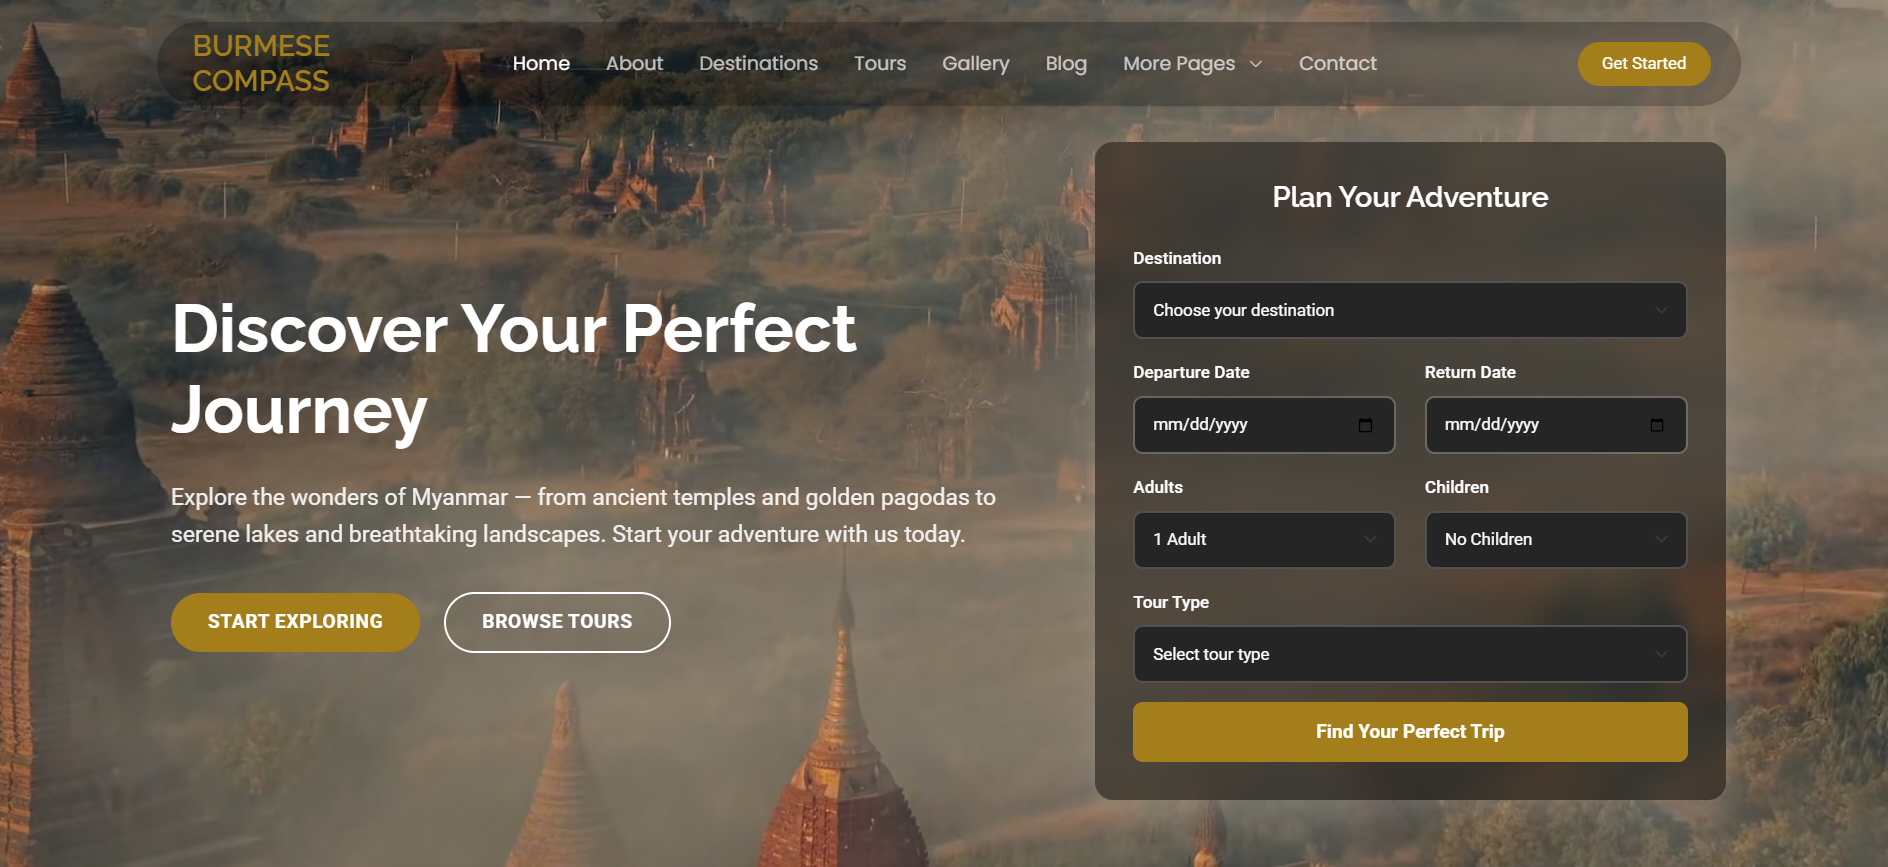 BURMESE
COMPASS
Home About Destinations Tours Gallery Blog More Pages Contact
Get Started
Discover Your Perfect
Journey
Explore the wonders of Myanmar — from ancient temples and golden pagodas to
serene lakes and breathtaking landscapes. Start your adventure with us today.
START EXPLORING BROWSE TOURS
Plan Your Adventure
Destination
Choose your destination
Departure Date Return Date
mm/dd/yyyy mm/dd/yyyy
Adults Children
1 Adult No Children
Tour Type
Select tour type
Find Your Perfect Trip